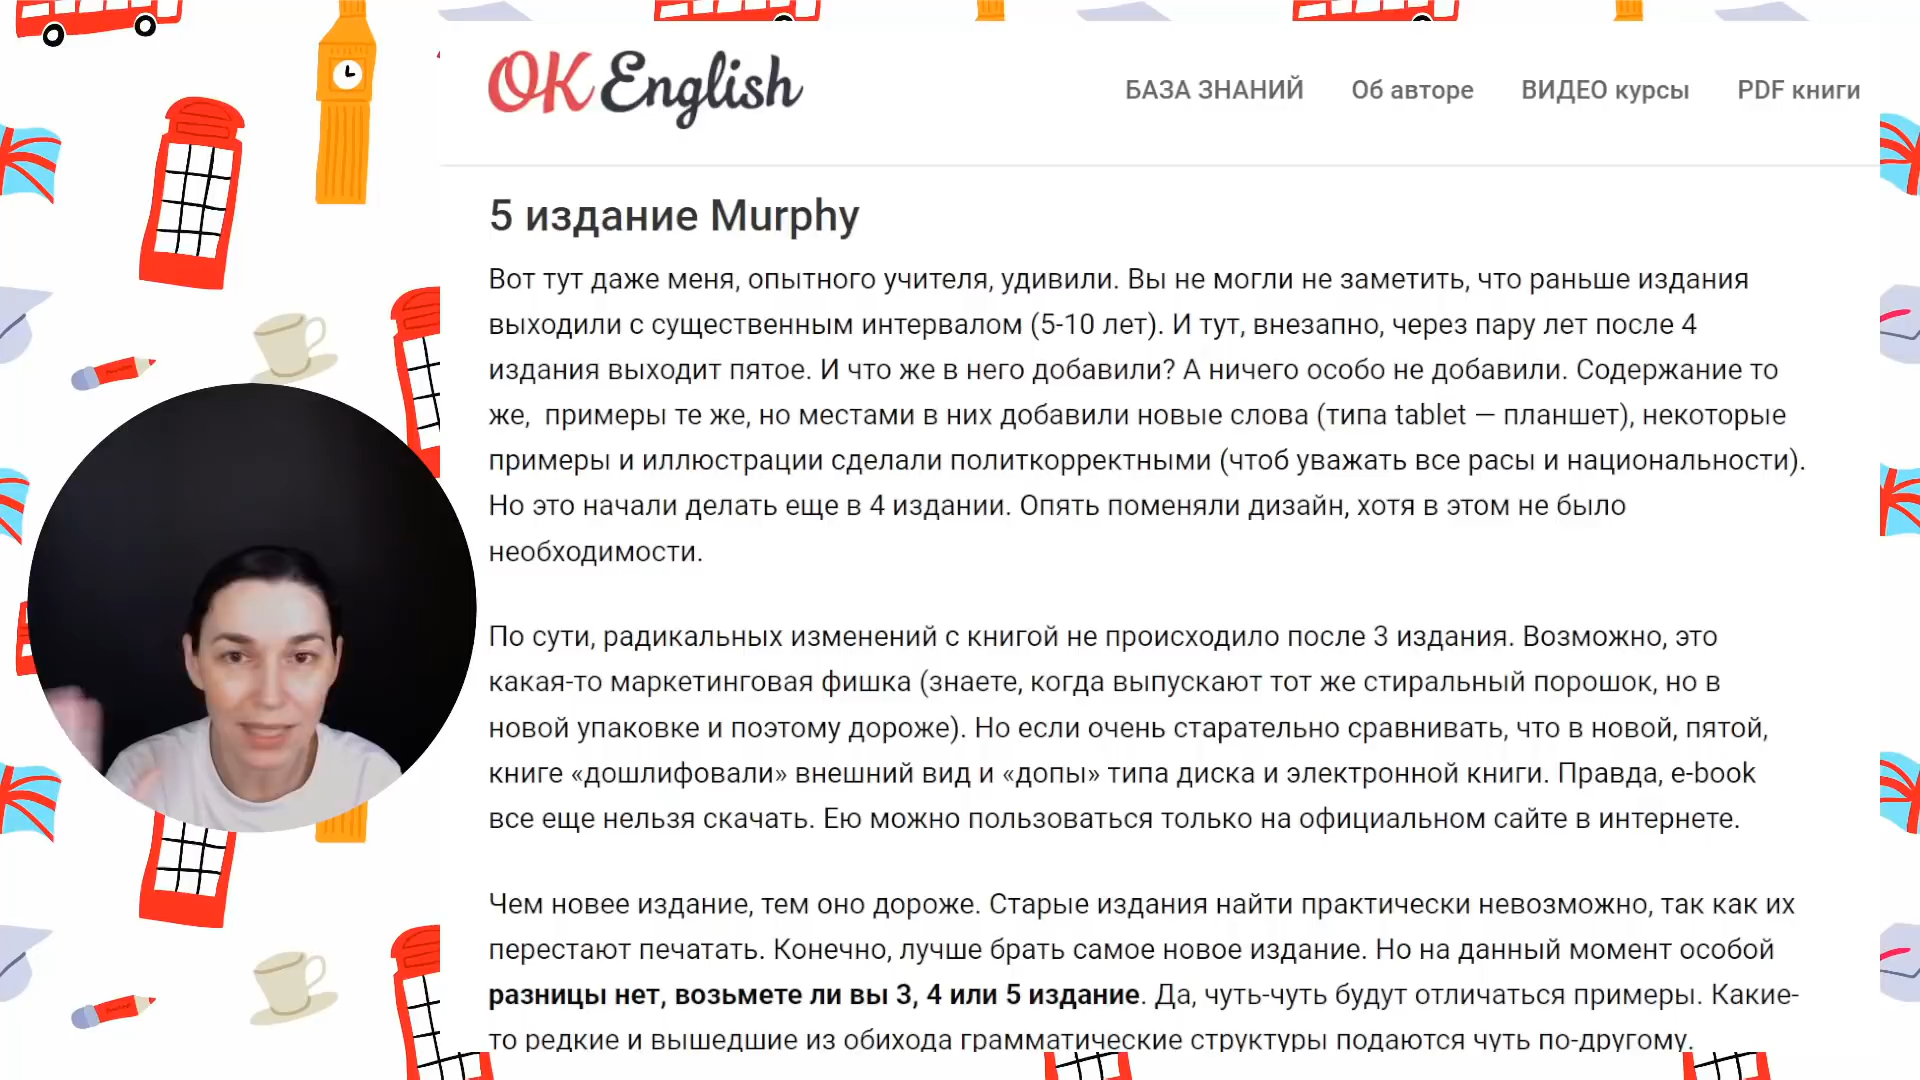 OK English
БАЗА ЗНАНИЙ Об авторе ВИДЕО курсы PDF книги
5 издание Murphy
Вот тут даже меня, опытного учителя, удивили. Вы не могли не заметить, что раньше издания
выходили с существенным интервалом (5-10 лет). И тут, внезапно, через пару лет после 4
издания выходит пятое. И что же в него добавили? А ничего особо не добавили. Содержание то
же, примеры те же, но местами в них добавили новые слова (типа tablet — планшет), некоторые
примеры и иллюстрации сделали политкорректными (чтоб уважать все расы и национальности).
Но это начали делать еще в 4 издании. Опять поменяли дизайн, хотя в этом не было
необходимости.
По сути, радикальных изменений с книгой не происходило после 3 издания. Возможно, это
какая-то маркетинговая фишка (знаете, когда выпускают тот же стиральный порошок, но в
новой упаковке и поэтому дороже). Но если очень старательно сравнивать, что в новой, пятой,
книге «дошлифовали» внешний вид и «допы» типа диска и электронной книги. Правда, e-book
все еще нельзя скачать. Ею можно пользоваться только на официальном сайте в интернете.
Чем новее издание, тем оно дороже. Старые издания найти практически невозможно, так как их
перестают печатать. Конечно, лучше брать самое новое издание. Но на данный момент особой
разницы нет, возьмете ли вы 3, 4 или 5 издание. Да, чуть-чуть будут отличаться примеры. Какие-
то редкие и вышедшие из обихода грамматические структуры подаются чуть по-другому.